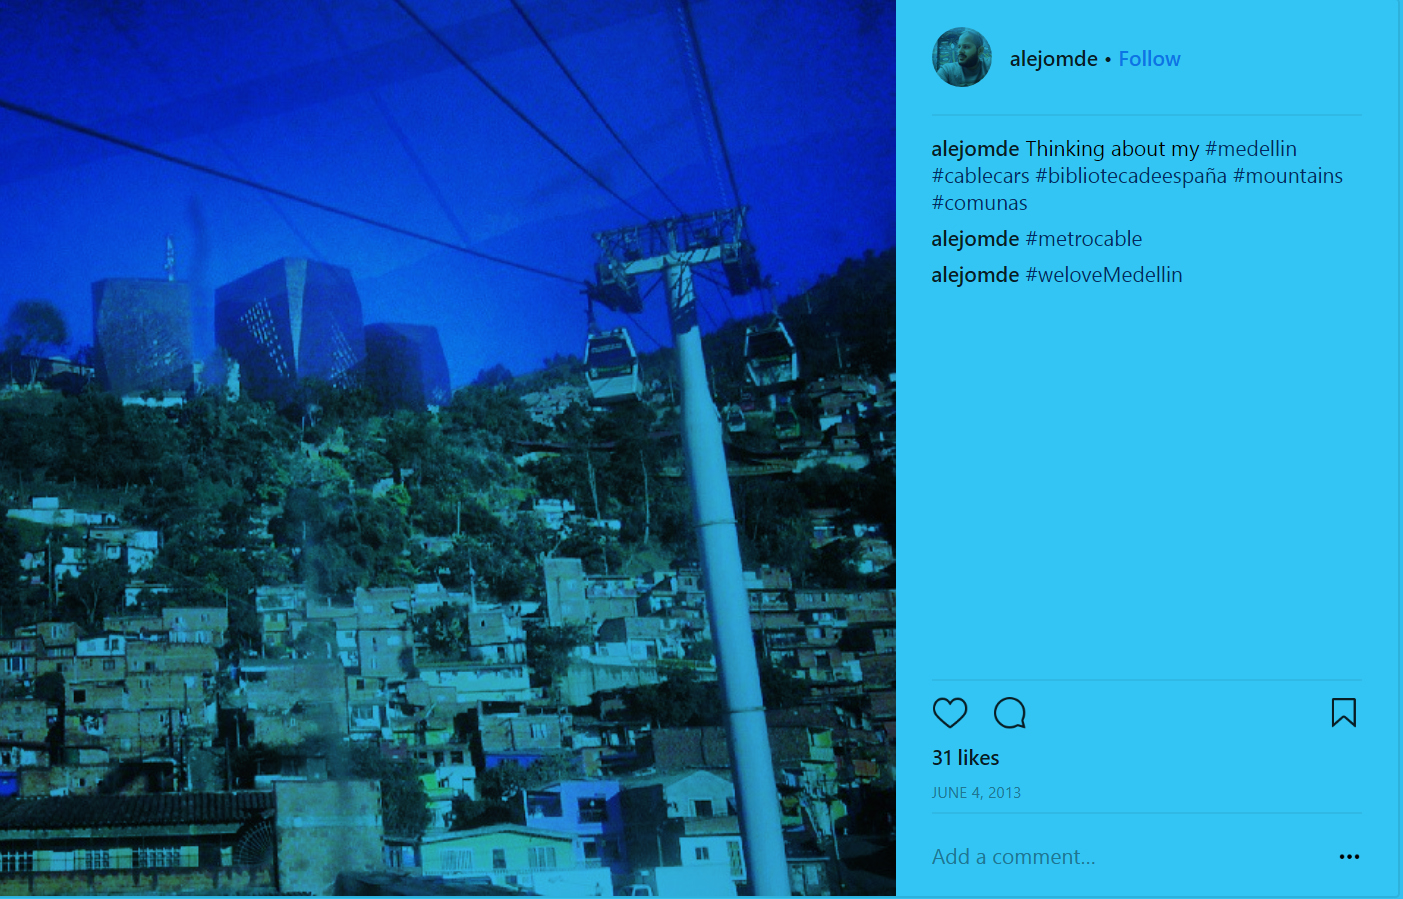 alejomde • Follow
alejomde Thinking about my #medellin
#cablecars #bibliotecadeespaña #mountains
#comunas
alejomde #metrocable
alejomde #weloveMedellin
31 likes
JUNE 4, 2013
Add a comment...